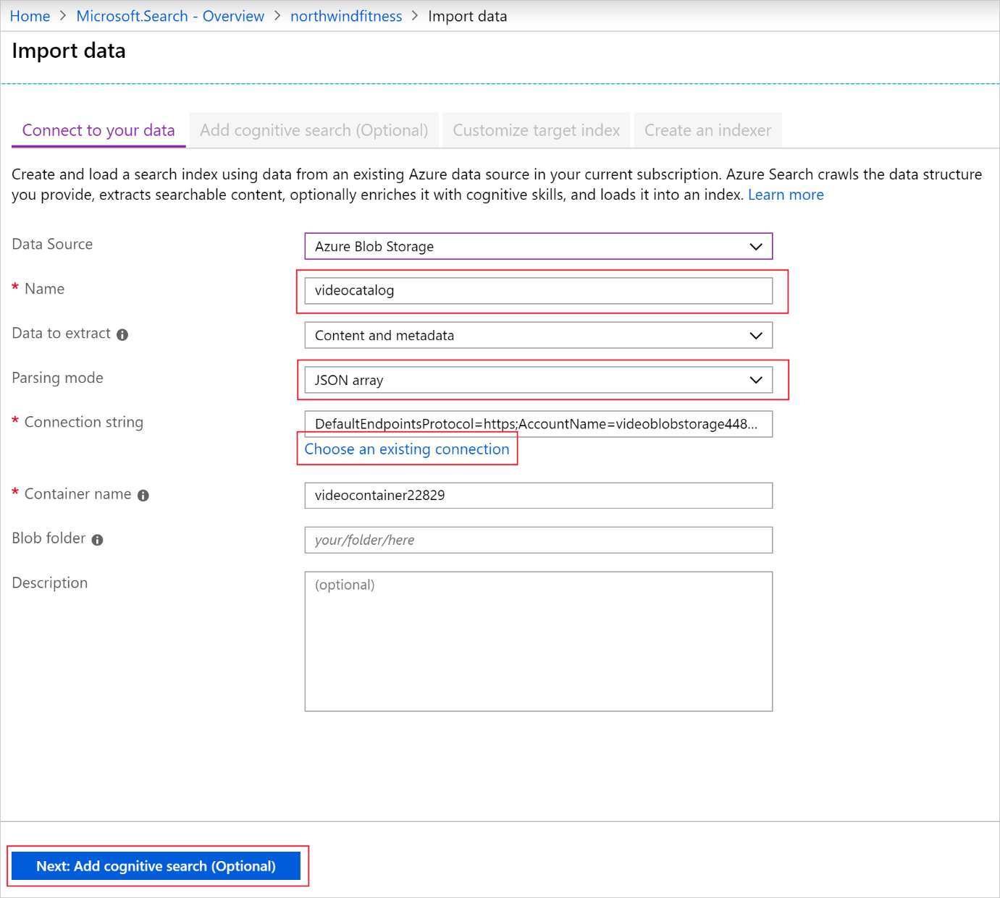 Home > Microsoft.Search - Overview > northwindfitness > Import data
Import data
Connect to your data
Add cognitive search (Optional)
Customize target index
Create an indexer
Create and load a search index using data from an existing Azure data source in your current subscription. Azure Search crawls the data structure
you provide, extracts searchable content, optionally enriches it with cognitive skills, and loads it into an index. Learn more
Data Source
Azure Blob Storage
* Name
videocatalog
Data to extract
Content and metadata
Parsing mode
JSON array
* Connection string
DefaultEndpointsProtocol=https;AccountName=videoblobstorage448...
Choose an existing connection
* Container name
videocontainer22829
Blob folder
your/folder/here
Description
(optional)
Next: Add cognitive search (Optional)